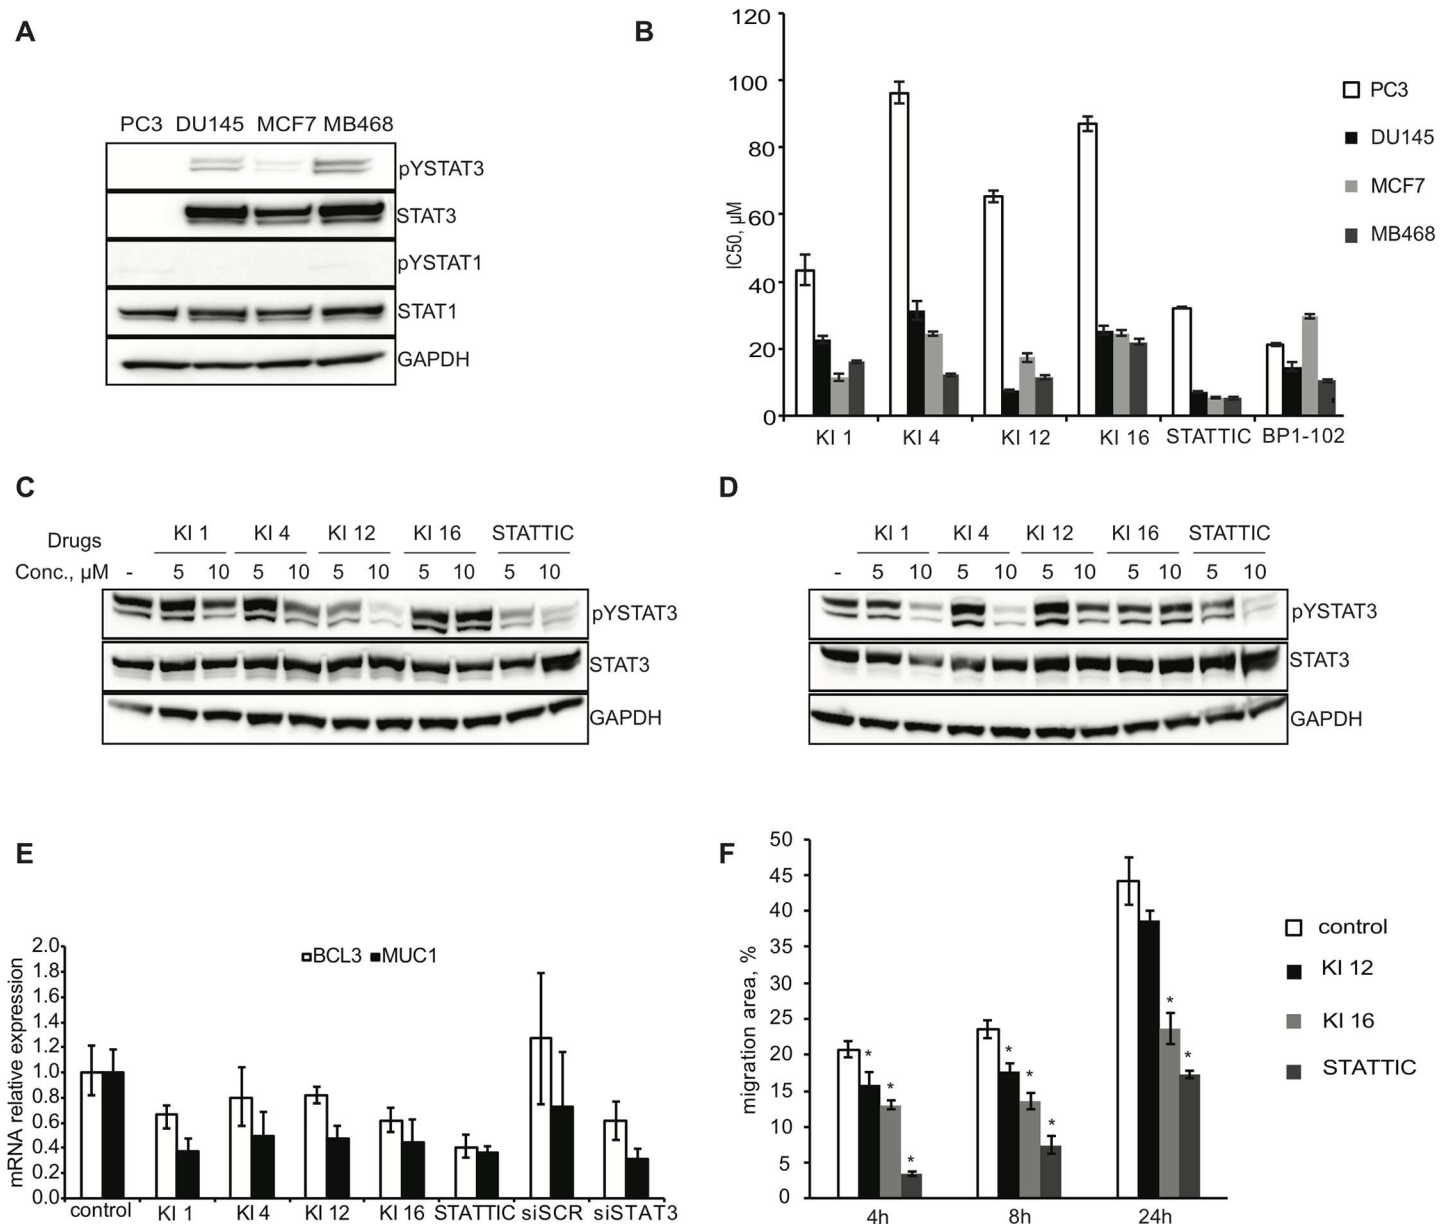 A
PC3 DU145 MCF7 MB468
pYSTAT3
STAT3
pYSTAT1
STAT1
GAPDH
B
120
100
80
60
40
20
0
IC50, µM
KI 1 KI 4 KI 12 KI 16 STATTIC BP1-102
PC3
DU145
MCF7
MB468
C
Drugs KI 1 KI 4 KI 12 KI 16 STATTIC
Conc., µM - 5 10 5 10 5 10 5 10 5 10
pYSTAT3
STAT3
GAPDH
D
KI 1 KI 4 KI 12 KI 16 STATTIC
- 5 10 5 10 5 10 5 10 5 10
pYSTAT3
STAT3
GAPDH
E
mRNA relative expression
2.0
1.8
1.6
1.4
1.2
1.0
0.8
0.6
0.4
0.2
0.0
BCL3 MUC1
control KI 1 KI 4 KI 12 KI 16 STATTIC siSCR siSTAT3
F
migration area, %
50
45
40
35
30
25
20
15
10
5
0
* * *
* * *
* *
4h 8h 24h
control
KI 12
KI 16
STATTIC